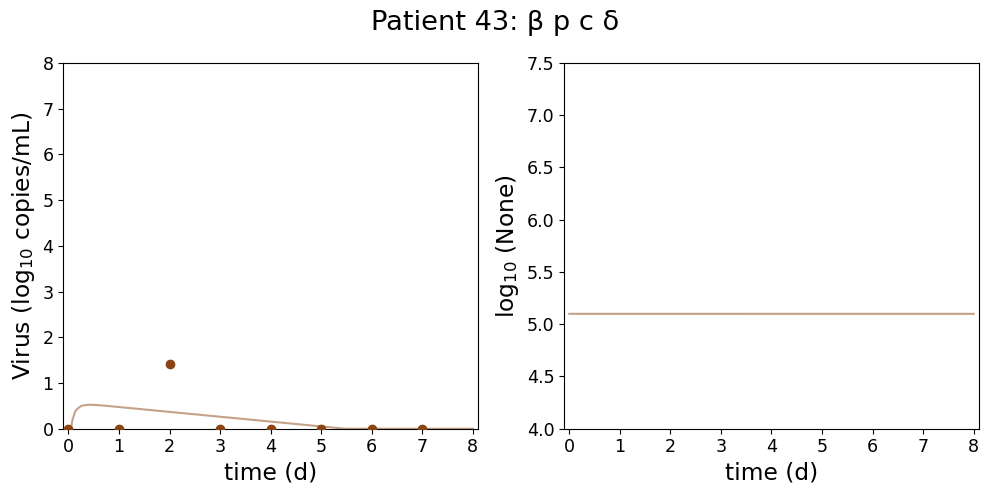 Patient 43: β p c δ
Virus (log₁₀ copies/mL)
8
7
6
5
4
3
2
1
0
0 1 2 3 4 5 6 7 8
time (d)
log₁₀ (None)
7.5
7.0
6.5
6.0
5.5
5.0
4.5
4.0
0 1 2 3 4 5 6 7 8
time (d)